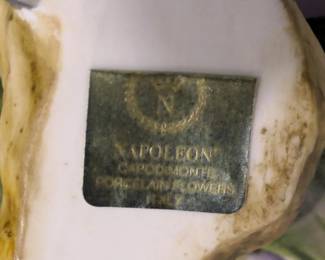 N
NAPOLEON
CAPODIMONTE
PORCELAIN FLOWERS
ITALY